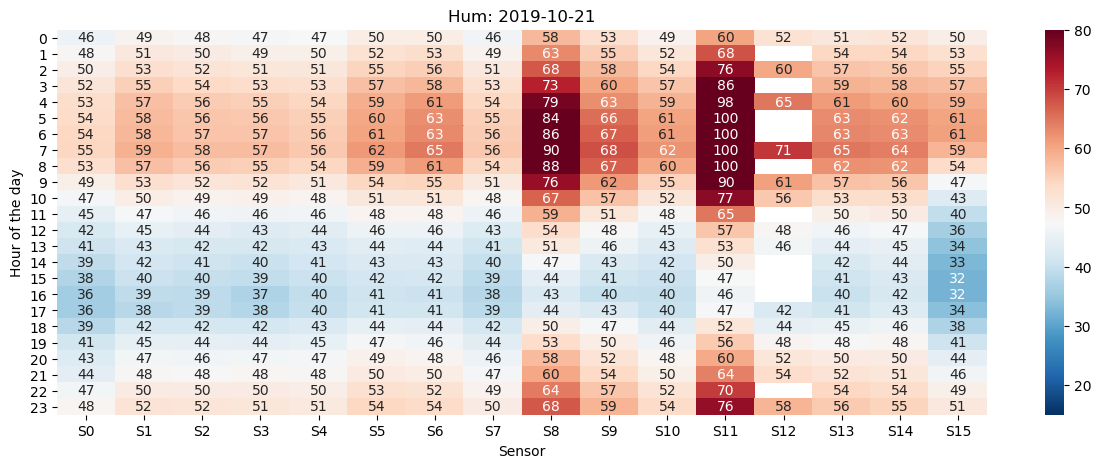 Hum: 2019-10-21
0 46 49 48 47 47 50 50 46 58 53 49 60 52 51 52 50
1 48 51 50 49 50 52 53 49 63 55 52 68 54 54 53
2 50 53 52 51 51 55 56 51 68 58 54 76 60 57 56 55
3 52 55 54 53 53 57 58 53 73 60 57 86 59 58 57
4 53 57 56 55 54 59 61 54 79 63 59 98 65 61 60 59
5 54 58 56 56 55 60 63 55 84 66 61 100 63 62 61
6 54 58 57 57 56 61 63 56 86 67 61 100 63 63 61
7 55 59 58 57 56 62 65 56 90 68 62 100 71 65 64 59
8 53 57 56 55 54 59 61 54 88 67 60 100 62 62 54
9 49 53 52 52 51 54 55 51 76 62 55 90 61 57 56 47
10 47 50 49 49 48 51 51 48 67 57 52 77 56 53 53 43
11 45 47 46 46 46 48 48 46 59 51 48 65 50 50 40
12 42 45 44 43 44 46 46 43 54 48 45 57 48 46 47 36
13 41 43 42 42 43 44 44 41 51 46 43 53 46 44 45 34
14 39 42 41 40 41 43 43 40 47 43 42 50 42 44 33
15 38 40 40 39 40 42 42 39 44 41 40 47 41 43 32
16 36 39 39 37 40 41 41 38 43 40 40 46 40 42 32
17 36 38 39 38 40 41 41 39 44 43 40 47 42 41 43 34
18 39 42 42 42 43 44 44 42 50 47 44 52 44 45 46 38
19 41 45 44 44 45 47 46 44 53 50 46 56 48 48 48 41
20 43 47 46 47 47 49 48 46 58 52 48 60 52 50 50 44
21 44 48 48 48 48 50 50 47 60 54 50 64 54 52 51 46
22 47 50 50 50 50 53 52 49 64 57 52 70 54 54 49
23 48 52 52 51 51 54 54 50 68 59 54 76 58 56 55 51
S0 S1 S2 S3 S4 S5 S6 S7 S8 S9 S10 S11 S12 S13 S14 S15
Sensor
Hour of the day
80
70
60
50
40
30
20